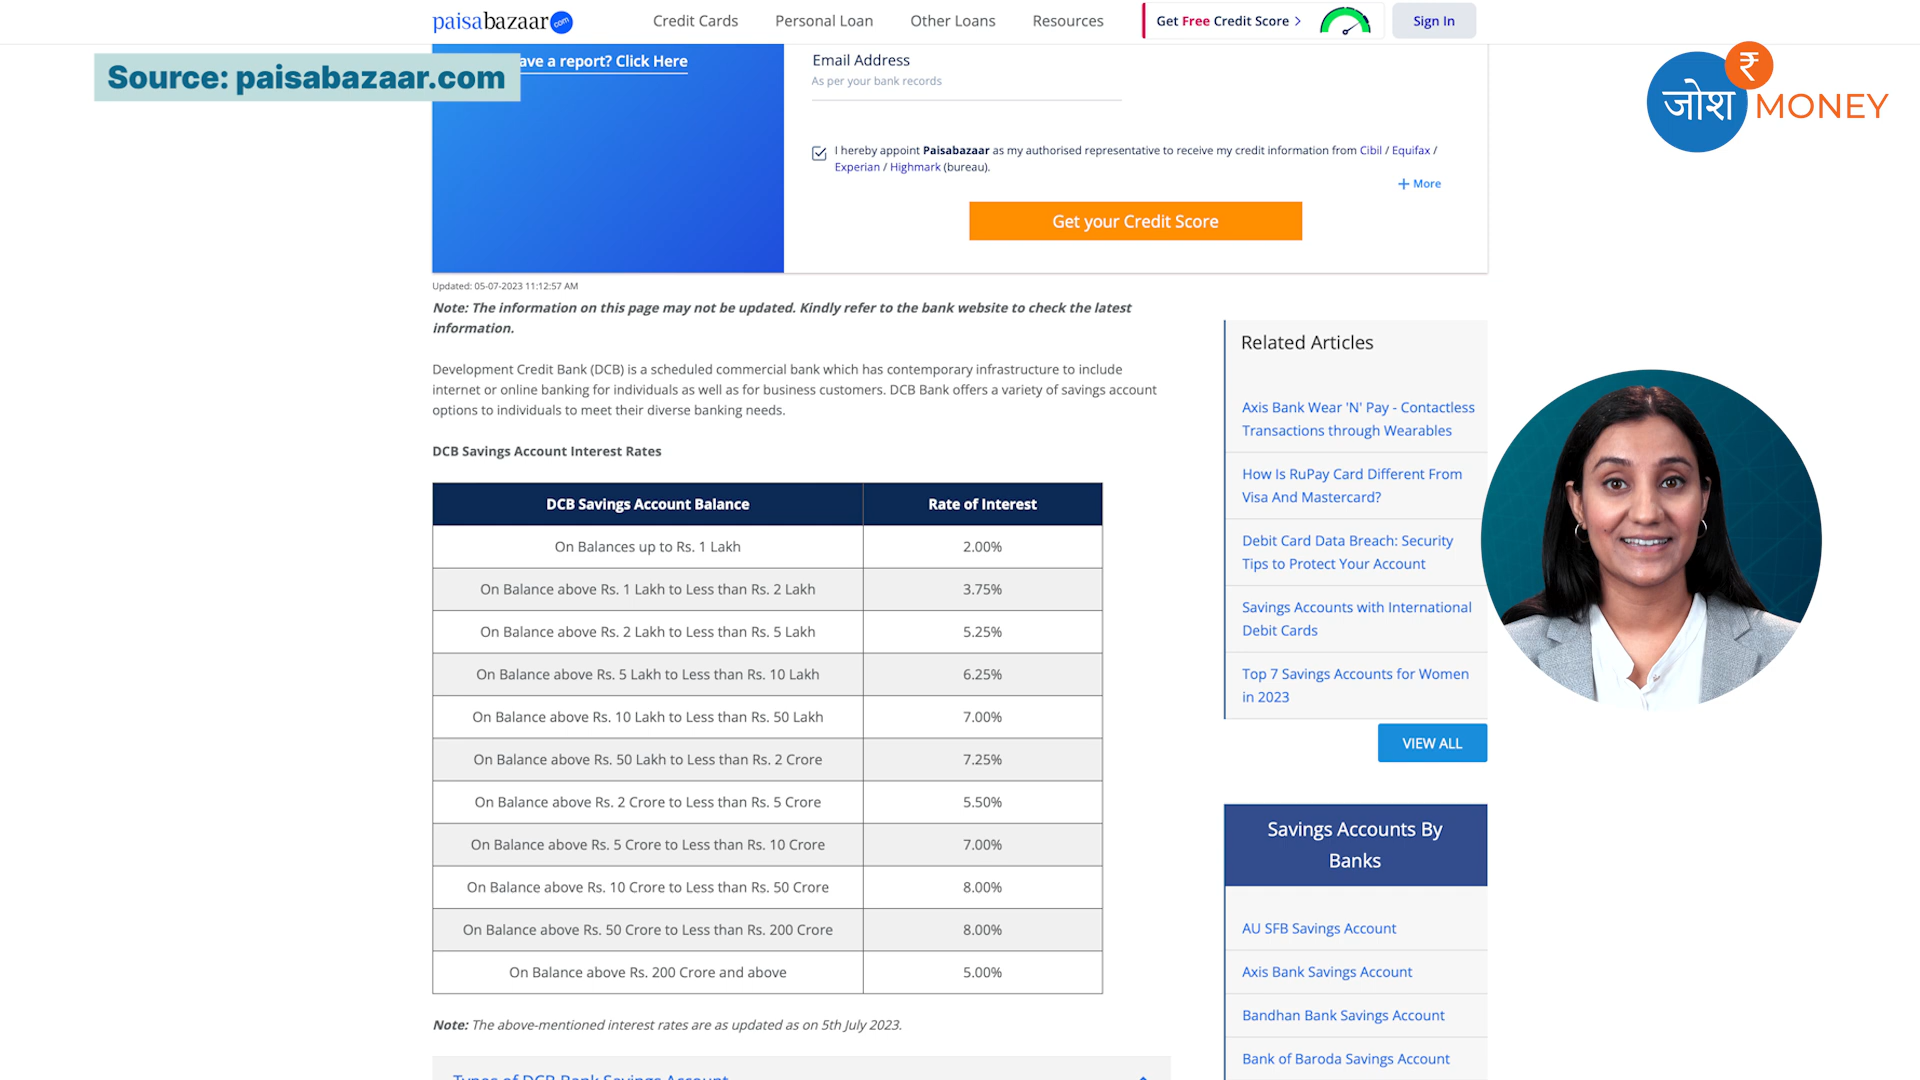 paisabazaar.com
Credit Cards
Personal Loan
Other Loans
Resources
Get Free Credit Score >
Sign In
Source: paisabazaar.com
ave a report? Click Here
जोश ₹ MONEY
Email Address
As per your bank records
I hereby appoint Paisabazaar as my authorised representative to receive my credit information from Cibil / Equifax /
Experian / Highmark (bureau).
+ More
Get your Credit Score
Updated: 05-07-2023 11:12:57 AM
Note: The information on this page may not be updated. Kindly refer to the bank website to check the latest
information.
Development Credit Bank (DCB) is a scheduled commercial bank which has contemporary infrastructure to include
internet or online banking for individuals as well as for business customers. DCB Bank offers a variety of savings account
options to individuals to meet their diverse banking needs.
DCB Savings Account Interest Rates
DCB Savings Account Balance Rate of Interest
On Balances up to Rs. 1 Lakh 2.00%
On Balance above Rs. 1 Lakh to Less than Rs. 2 Lakh 3.75%
On Balance above Rs. 2 Lakh to Less than Rs. 5 Lakh 5.25%
On Balance above Rs. 5 Lakh to Less than Rs. 10 Lakh 6.25%
On Balance above Rs. 10 Lakh to Less than Rs. 50 Lakh 7.00%
On Balance above Rs. 50 Lakh to Less than Rs. 2 Crore 7.25%
On Balance above Rs. 2 Crore to Less than Rs. 5 Crore 5.50%
On Balance above Rs. 5 Crore to Less than Rs. 10 Crore 7.00%
On Balance above Rs. 10 Crore to Less than Rs. 50 Crore 8.00%
On Balance above Rs. 50 Crore to Less than Rs. 200 Crore 8.00%
On Balance above Rs. 200 Crore and above 5.00%
Note: The above-mentioned interest rates are as updated as on 5th July 2023.
Types of DCB Bank Savings Account
Related Articles
Axis Bank Wear 'N' Pay - Contactless
Transactions through Wearables
How Is RuPay Card Different From
Visa And Mastercard?
Debit Card Data Breach: Security
Tips to Protect Your Account
Savings Accounts with International
Debit Cards
Top 7 Savings Accounts for Women
in 2023
VIEW ALL
Savings Accounts By
Banks
AU SFB Savings Account
Axis Bank Savings Account
Bandhan Bank Savings Account
Bank of Baroda Savings Account